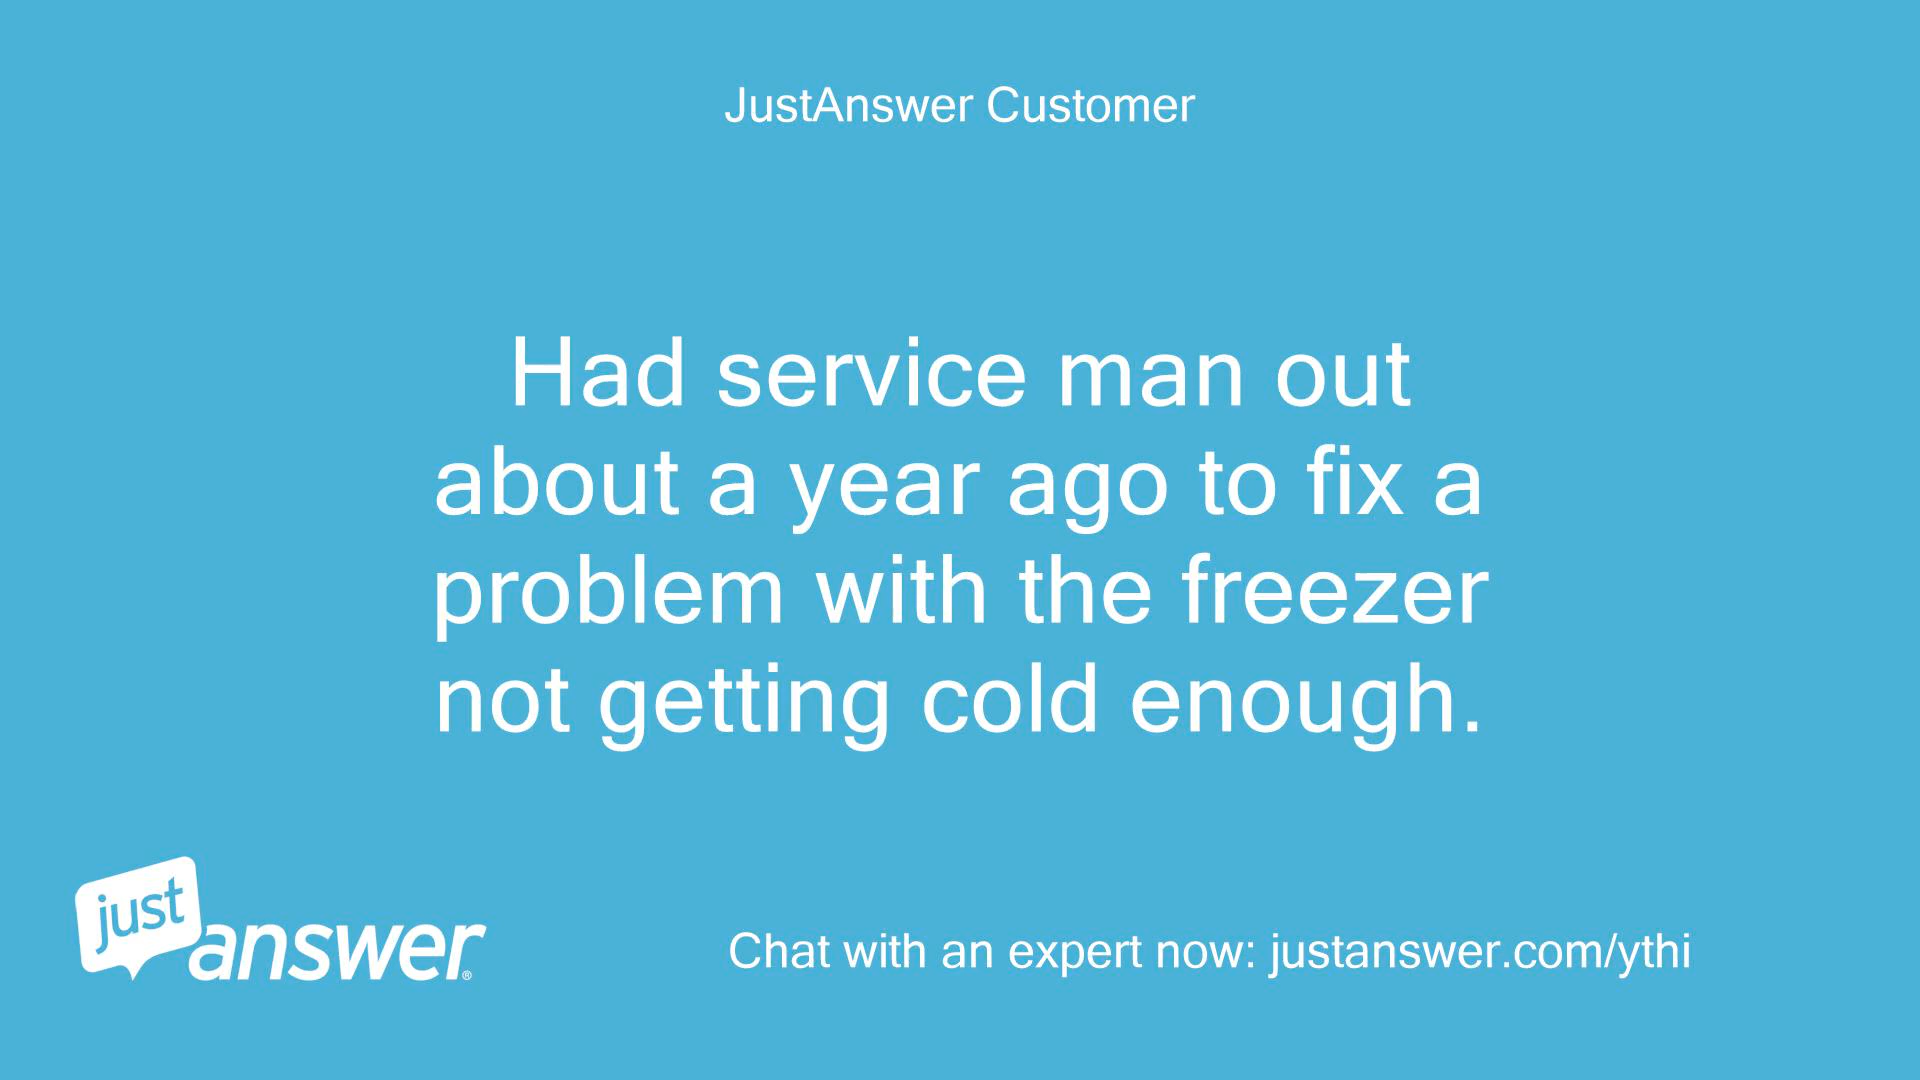 JustAnswer Customer
Had service man out
about a year ago to fix a
problem with the freezer
not getting cold enough.
just
answer®
Chat with an expert now: justanswer.com/ythi